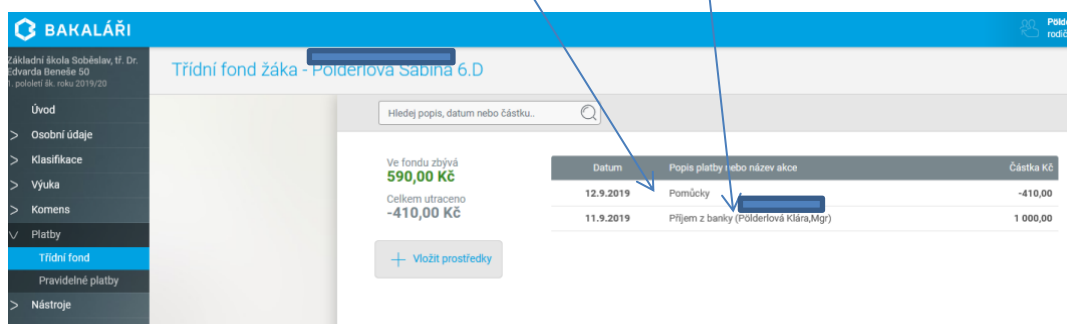 BAKALÁŘI
Pölde
rodič
Základní škola Soběslav, tř. Dr.
Edvarda Beneše 50
1. pololetí šk. roku 2019/20
Třídní fond žáka - Pölderlová Sabina 6.D
Úvod
> Osobní údaje
> Klasifikace
> Výuka
> Komens
Platby
Třídní fond
Pravidelné platby
> Nástroje
Hledej popis, datum nebo částku..
Ve fondu zbývá
590,00 Kč
Celkem utraceno
-410,00 Kč
+ Vložit prostředky
Datum Popis platby nebo název akce Částka Kč
12.9.2019 Pomůcky -410,00
11.9.2019 Příjem z banky (Pölderlová Klára,Mgr) 1 000,00